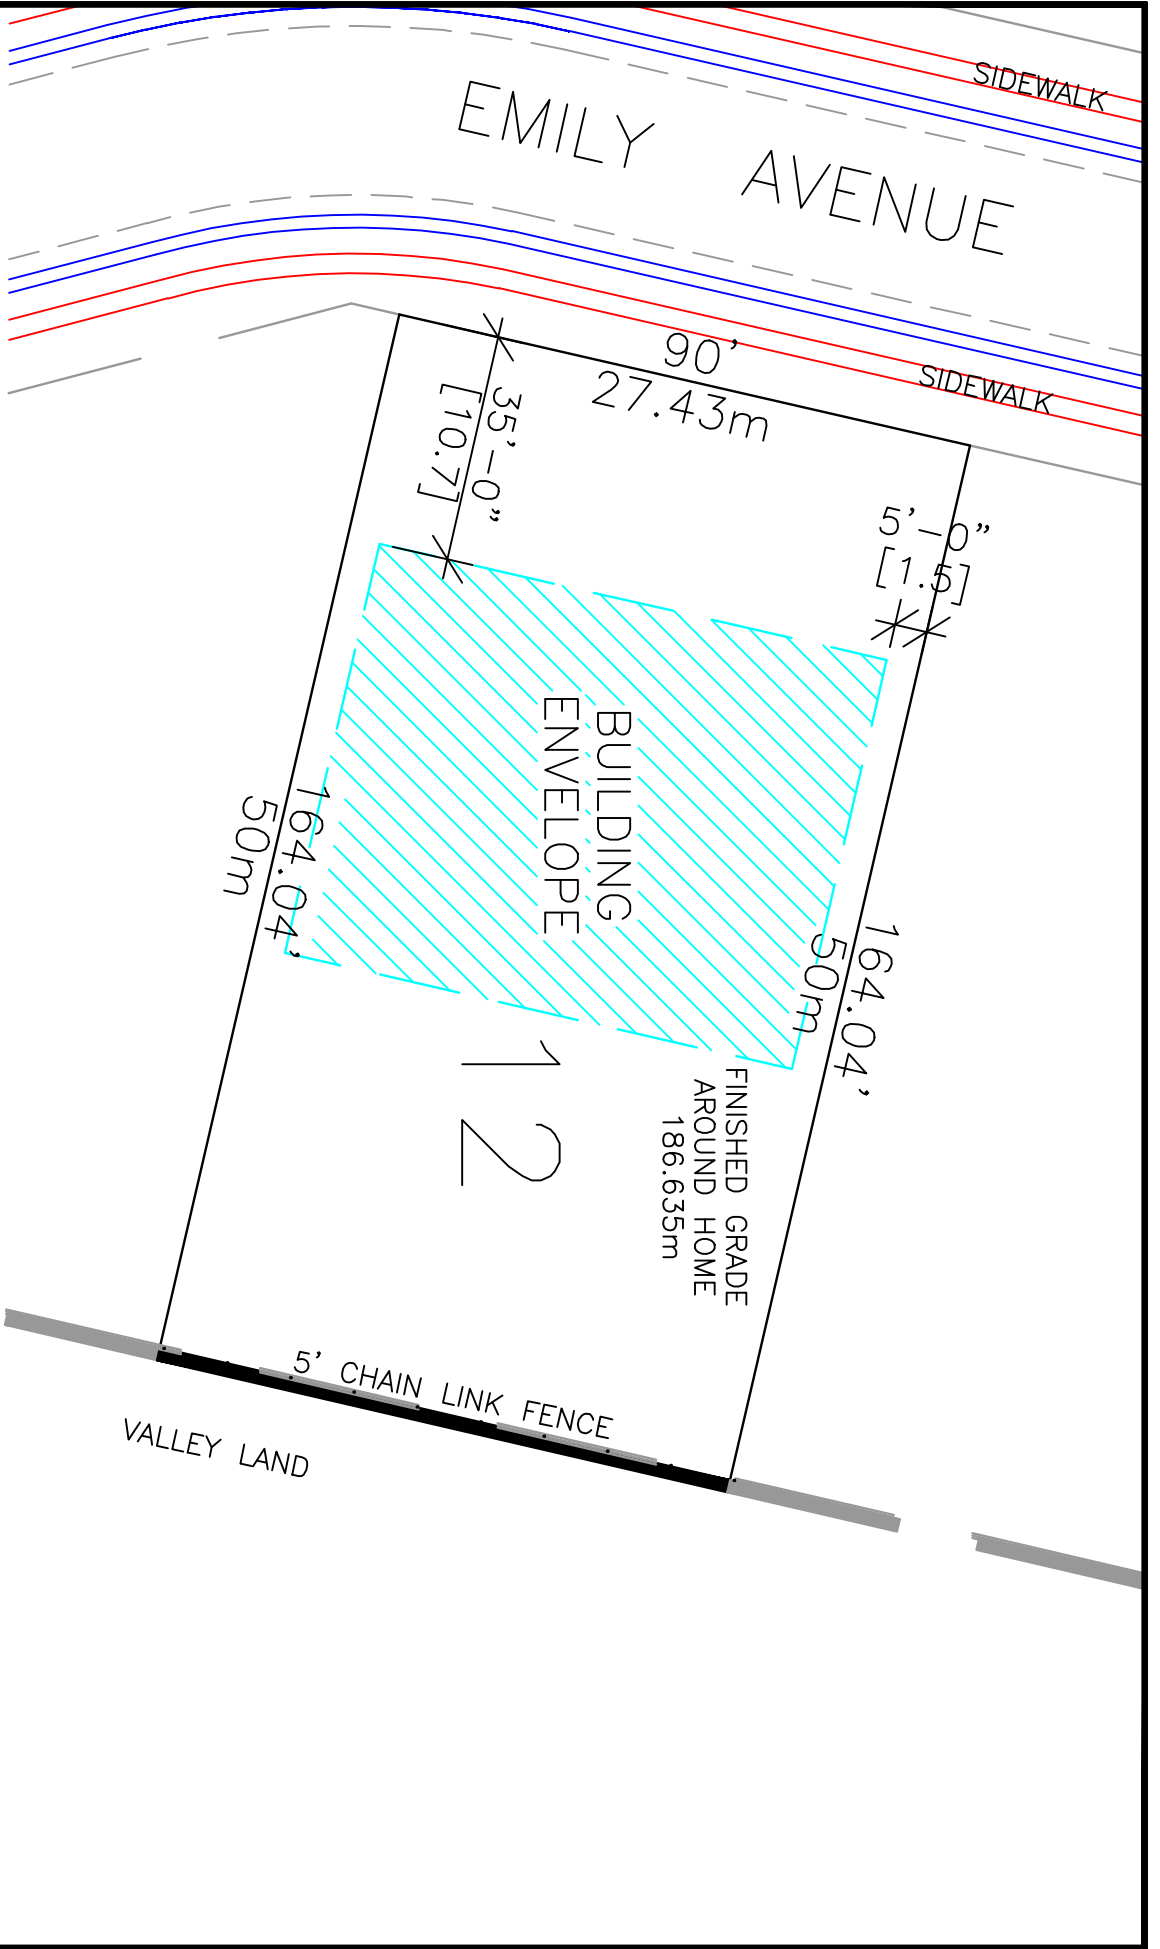 SIDEWALK
EMILY AVENUE
SIDEWALK
90'
27.43m
35'-0"
[10.7]
5'-0"
[1.5]
BUILDING
ENVELOPE
164.04'
50m
164.04'
50m
12
FINISHED GRADE
AROUND HOME
186.635m
5' CHAIN LINK FENCE
VALLEY LAND